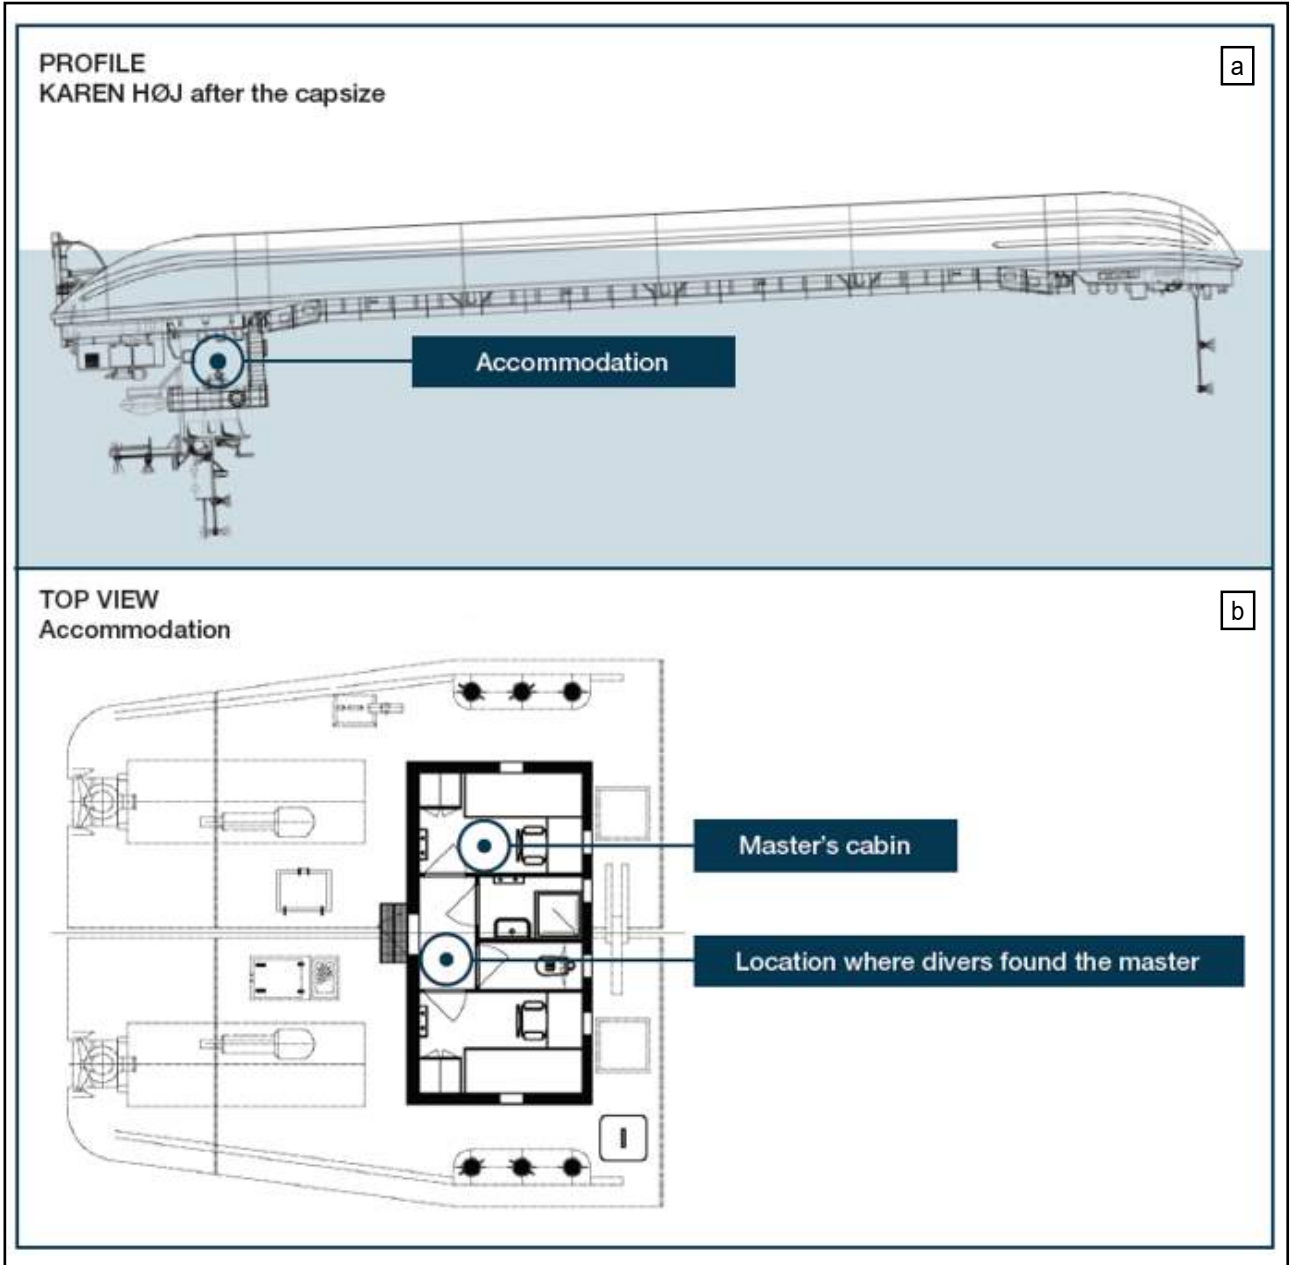 PROFILE
KAREN HØJ after the capsize
a
Accommodation
TOP VIEW
Accommodation
b
Master's cabin
Location where divers found the master